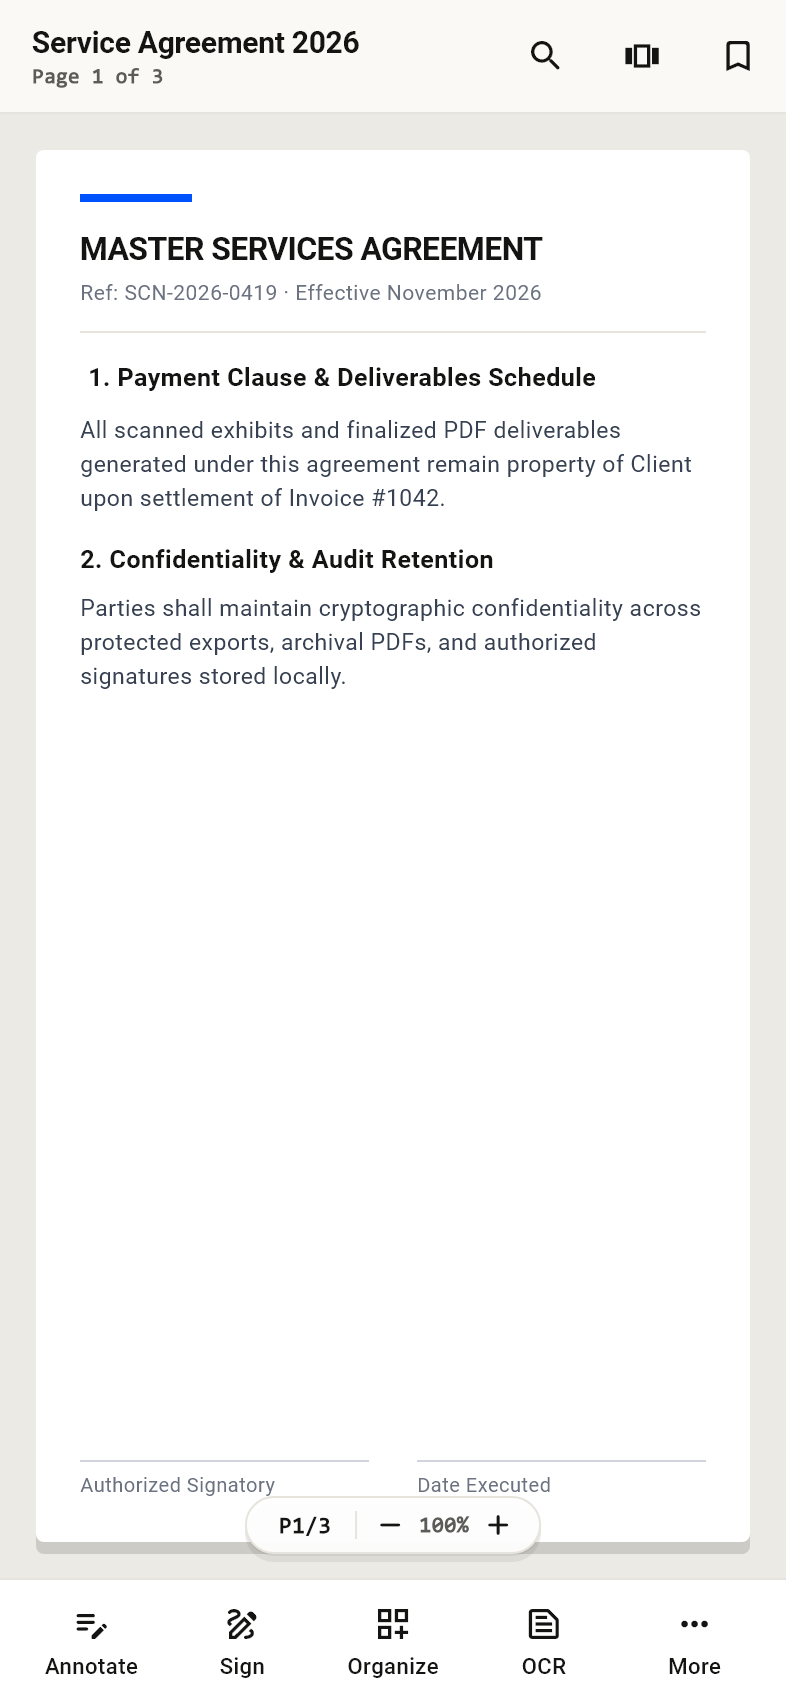 Service Agreement 2026
Page 1 of 3
MASTER SERVICES AGREEMENT
Ref: SCN-2026-0419 · Effective November 2026
1. Payment Clause & Deliverables Schedule
All scanned exhibits and finalized PDF deliverables
generated under this agreement remain property of Client
upon settlement of Invoice #1042.
2. Confidentiality & Audit Retention
Parties shall maintain cryptographic confidentiality across
protected exports, archival PDFs, and authorized
signatures stored locally.
Authorized Signatory
Date Executed
P1/3 100%
Annotate Sign Organize OCR More